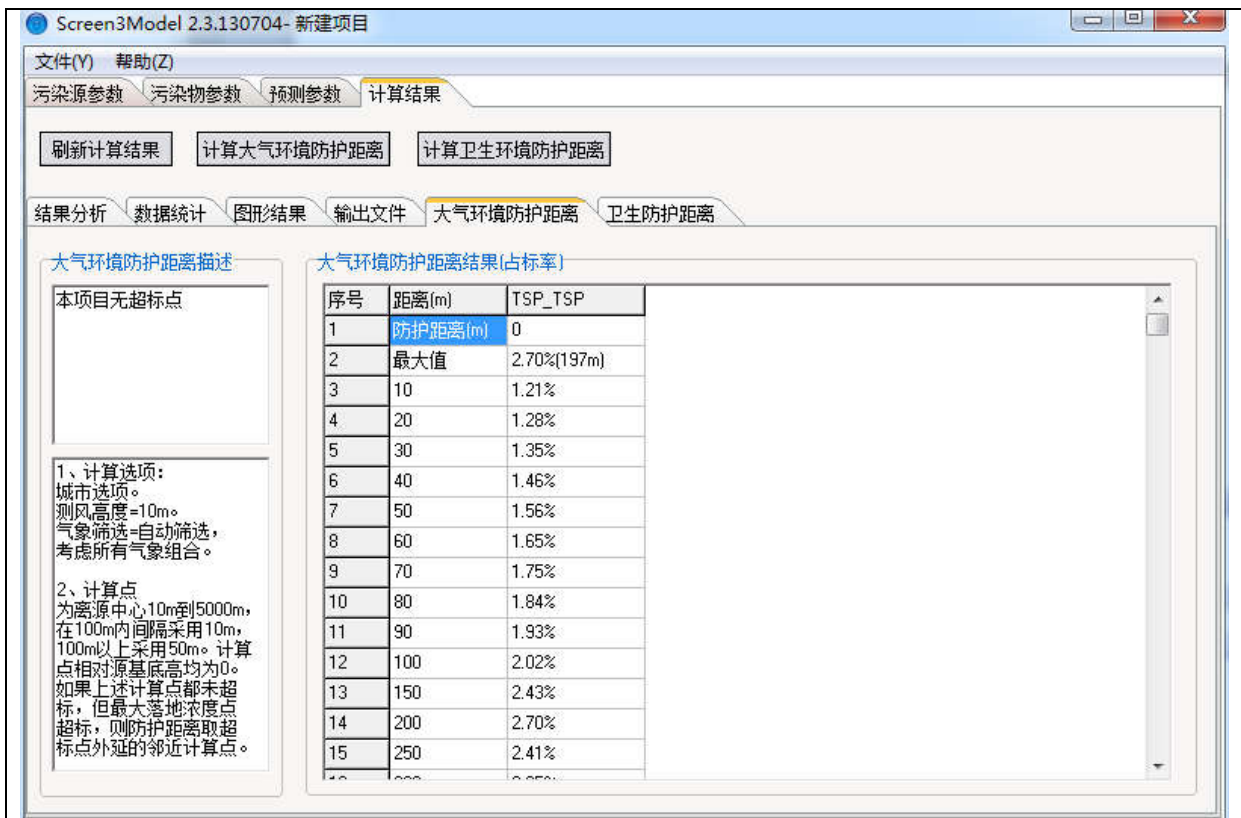 Screen3Model 2.3.130704- 新建项目
文件(Y) 帮助(Z)
污染源参数 污染物参数 预测参数 计算结果
刷新计算结果 计算大气环境防护距离 计算卫生环境防护距离
结果分析 数据统计 图形结果 输出文件 大气环境防护距离 卫生防护距离
大气环境防护距离描述
本项目无超标点
1、计算选项:
城市选项。
测风高度=10m。
气象筛选=自动筛选,
考虑所有气象组合。
2、计算点
为离源中心10m到5000m,
在100m内间隔采用10m,
100m以上采用50m。计算
点相对源基底高均为0。
如果上述计算点都未超
标,但最大落地浓度点
超标,则防护距离取超
标点外延的邻近计算点。
大气环境防护距离结果(占标率)
序号 距离(m) TSP_TSP
1 防护距离(m) 0
2 最大值 2.70%(197m)
3 10 1.21%
4 20 1.28%
5 30 1.35%
6 40 1.46%
7 50 1.56%
8 60 1.65%
9 70 1.75%
10 80 1.84%
11 90 1.93%
12 100 2.02%
13 150 2.43%
14 200 2.70%
15 250 2.41%